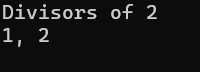 Divisors of 2
1, 2